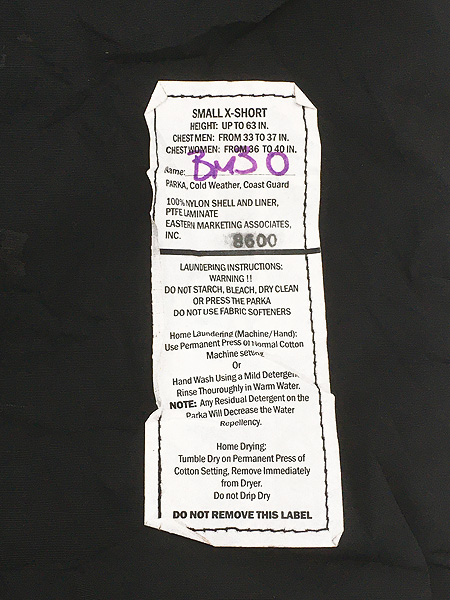 SMALL X-SHORT
HEIGHT: UP TO 63 IN.
CHEST MEN: FROM 33 TO 37 IN.
CHEST WOMEN: FROM 36 TO 40 IN.
Name: BM3 O
PARKA, Cold Weather, Coast Guard
100% NYLON SHELL AND LINER,
PTFE LIMINATE
EASTERN MARKETING ASSOCIATES,
INC.
8600
LAUNDERING INSTRUCTIONS:
WARNING !!
DO NOT STARCH, BLEACH, DRY CLEAN
OR PRESS THE PARKA
DO NOT USE FABRIC SOFTENERS
Home Laundering (Machine/Hand):
Use Permanent Press of Normal Cotton
Machine setting
Or
Hand Wash Using a Mild Detergent.
Rinse Thouroughly in Warm Water.
NOTE: Any Residual Detergent on the
Parka Will Decrease the Water
Repellency.
Home Drying:
Tumble Dry on Permanent Press of
Cotton Setting, Remove Immediately
from Dryer.
Do not Drip Dry
DO NOT REMOVE THIS LABEL